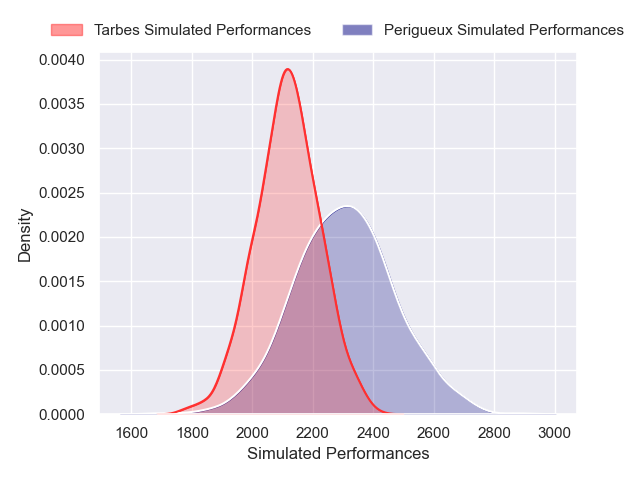 Tarbes Simulated Performances
Perigueux Simulated Performances
0.0040
0.0035
0.0030
0.0025
0.0020
0.0015
0.0010
0.0005
0.0000
Density
1600 1800 2000 2200 2400 2600 2800 3000
Simulated Performances